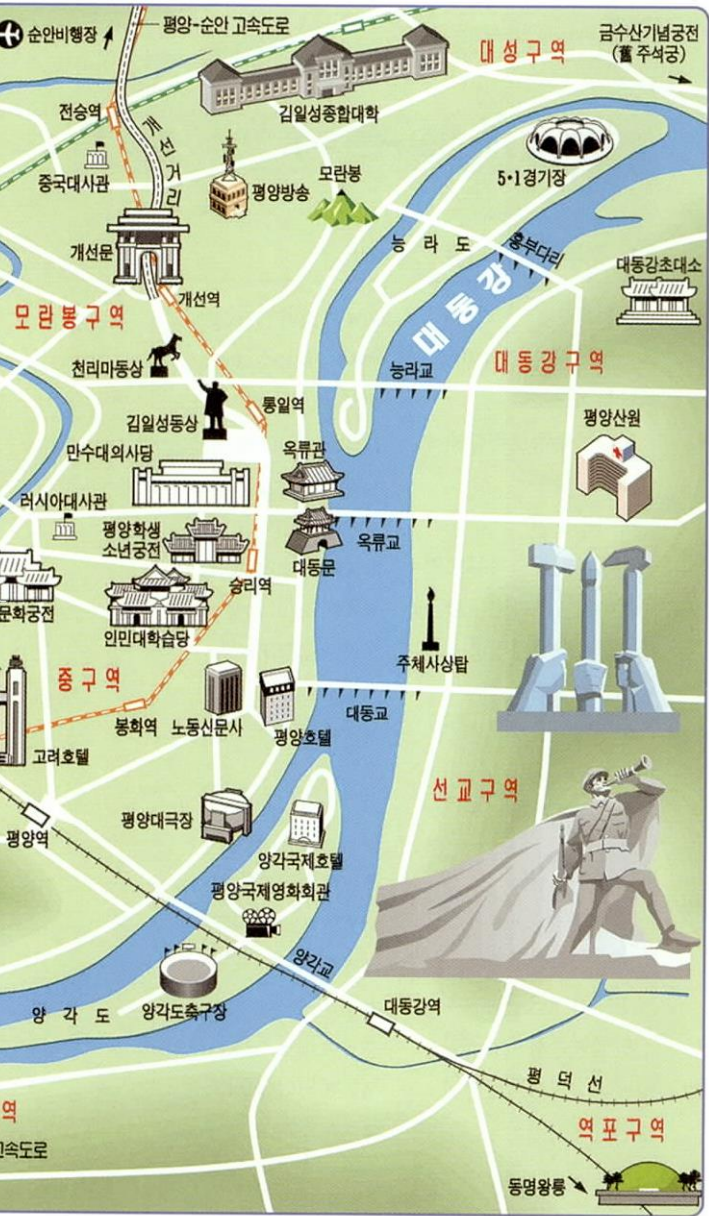 순안비행장
평양-순안 고속도로
대성구역
금수산기념궁전
(舊 주석궁)
전승역
개선거리
김일성종합대학
중국대사관
평양방송
모란봉
5·1경기장
개선문
능라도
흥부다리
대동강초대소
개선역
모란봉구역
대동강
천리마동상
능라교
대동강구역
김일성동상
통일역
평양산원
만수대의사당
옥류관
러시아대사관
평양학생
소년궁전
옥류교
대동문
문화궁전
승리역
인민대학습당
주체사상탑
중구역
봉화역
노동신문사
평양호텔
대동교
고려호텔
선교구역
평양대극장
평양역
양각국제호텔
평양국제영화회관
양각교
양각도
양각도축구장
대동강역
평덕선
역
역포구역
고속도로
동명왕릉